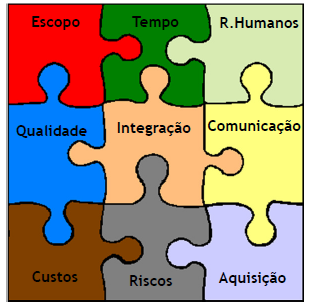 Escopo
Tempo
R.Humanos
Qualidade
Integração
Comunicação
Custos
Riscos
Aquisição